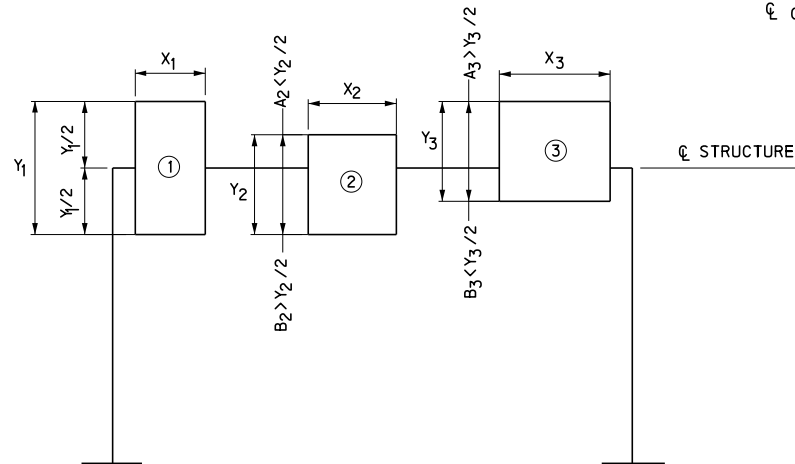 ℄ C
X₁
Y₁
Y₁/2
Y₁/2
①
A₂<Y₂/2
X₂
Y₂
②
B₂>Y₂/2
A₃>Y₃/2
X₃
Y₃
③
B₃<Y₃/2
℄ STRUCTURE